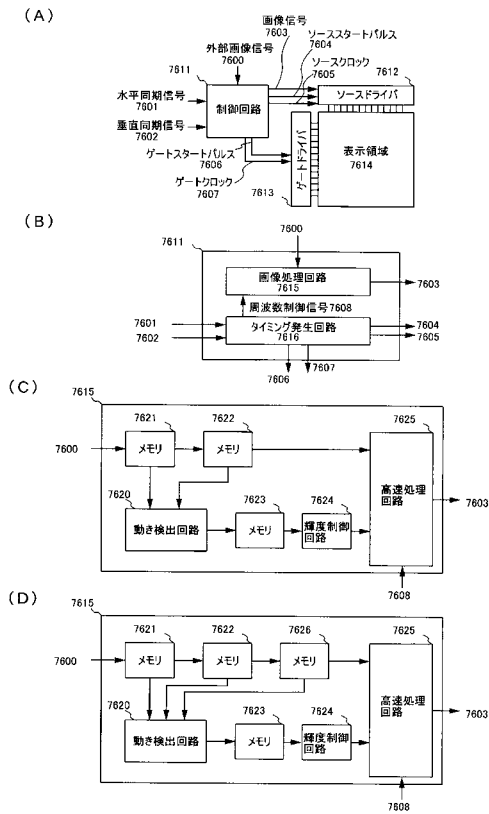 (A)
画像信号
7603
ソーススタートパルス
7604
ソースクロック
7605
外部画像信号
7600
7611
制御回路
水平同期信号
7601
垂直同期信号
7602
7612
ソースドライバ
ゲートスタートパルス
7606
ゲートクロック
7607
ゲートドライバ
7613
表示領域
7614
(B)
7611
7600
画像処理回路
7615
7603
周波数制御信号7608
7601
7602
タイミング発生回路
7616
7604
7605
7606
7607
(C)
7615
7600
7621
メモリ
7622
メモリ
7620
動き検出回路
7623
メモリ
7624
輝度制御
回路
7625
高速処理
回路
7603
7608
(D)
7615
7600
7621
メモリ
7622
メモリ
7626
メモリ
7620
動き検出回路
7623
メモリ
7624
輝度制御
回路
7625
高速処理
回路
7603
7608